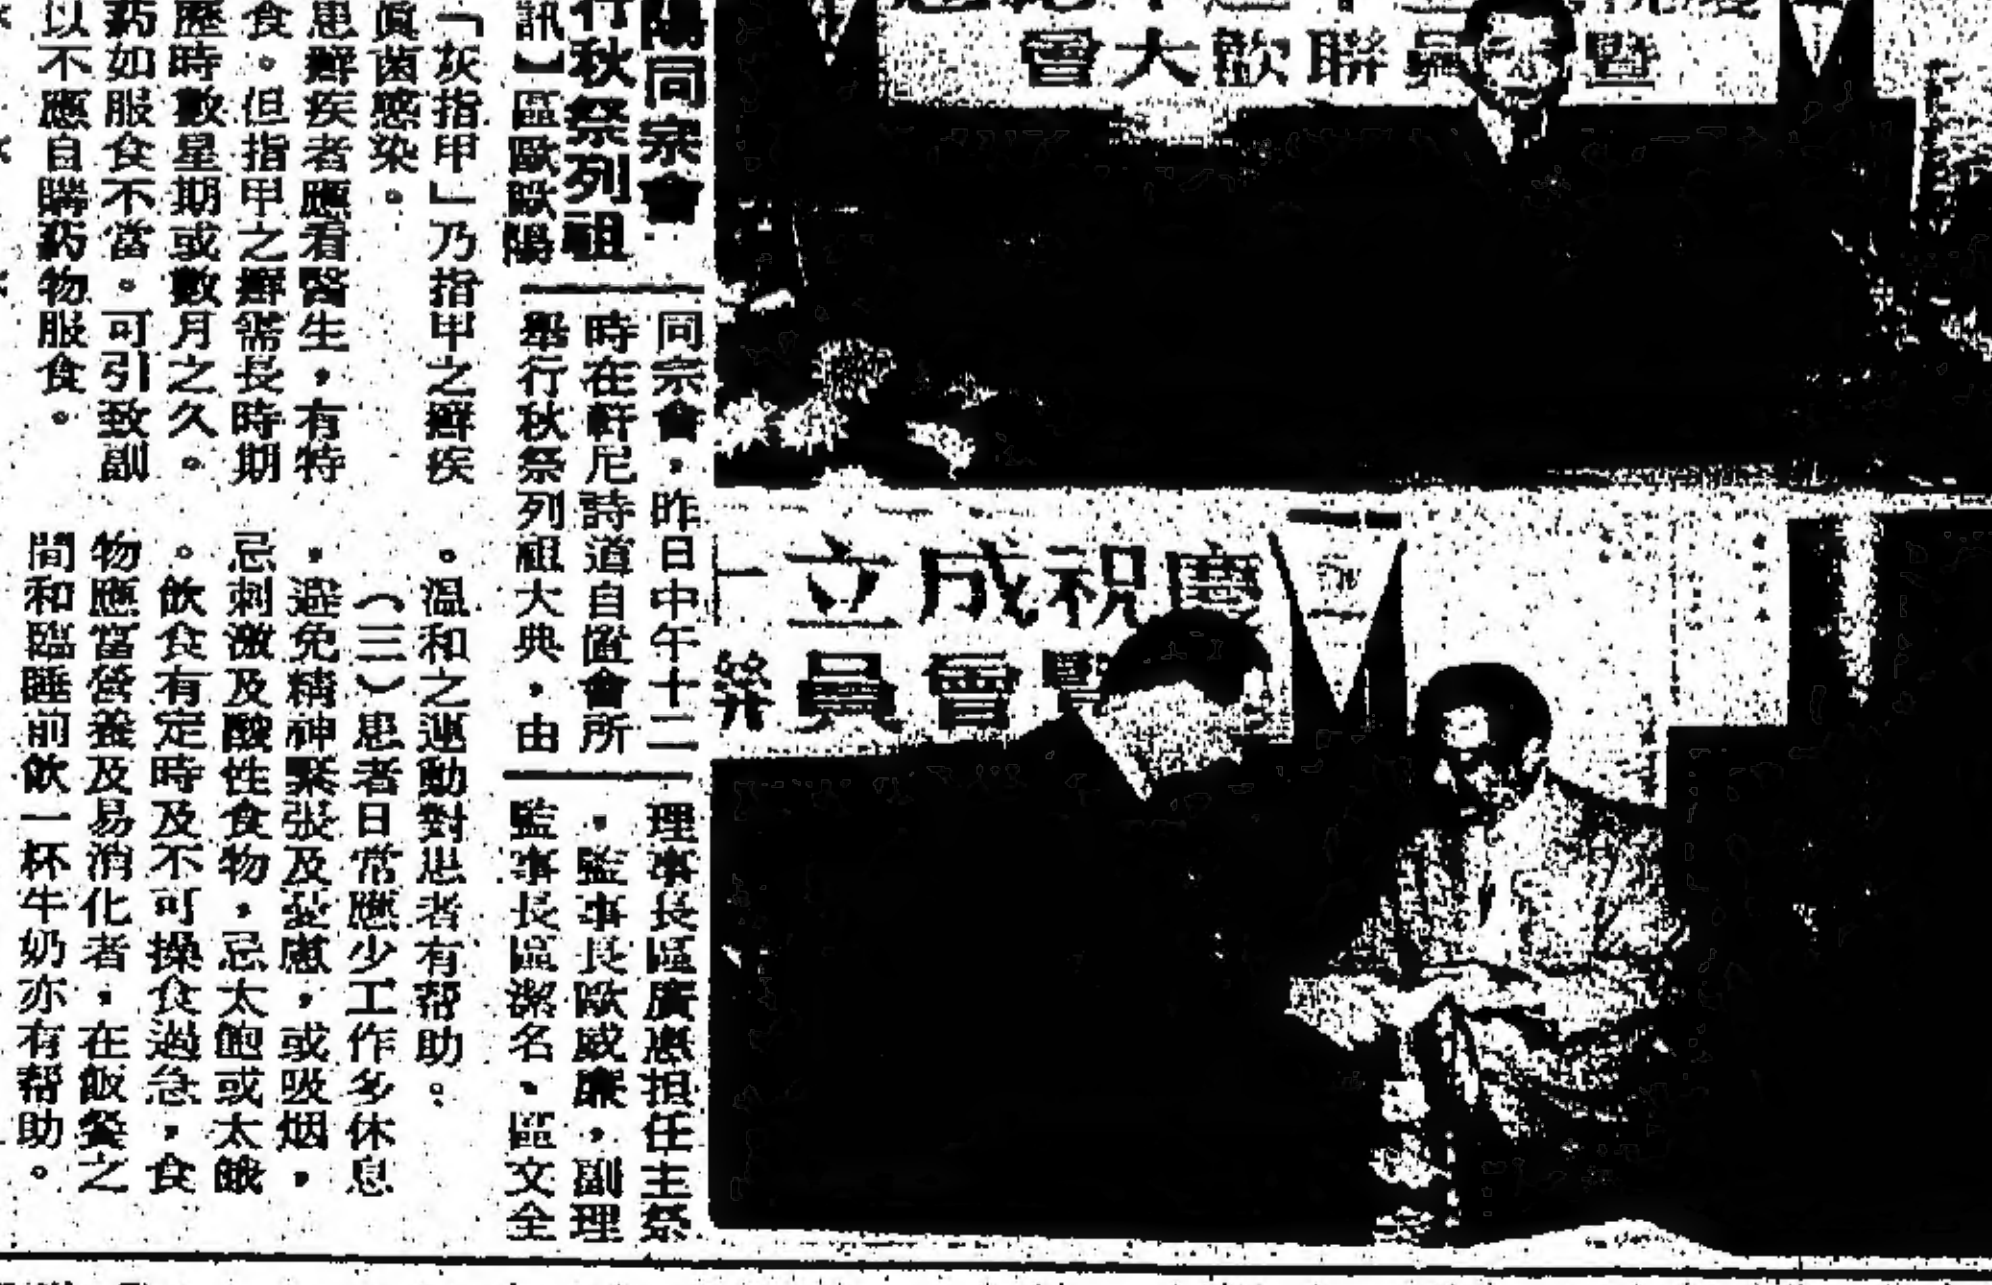 會大歡聯員 暨
立成祝慶
員會暨
陽同宗會
行秋祭列祖
訊】區歐歐陽
同宗會,昨日中午十二
時在軒尼詩道自置會所
舉行秋祭列祖大典,由
理事長區廣惠担任主祭
,監事長歐威廉,副理
監事長區潔名、區文全
「灰指甲」乃指甲之癬疾
眞菌感染。
患癬疾者應看醫生,有特
食。但指甲之癬需長時期
歷時數星期或數月之久。
葯如服食不當。可引致副
以不應自購葯物服食。
。溫和之運動對患者有帮助。
(三)患者日常應少工作多休息
,避免精神緊張及憂慮,或吸烟,
忌刺激及酸性食物,忌太飽或太餓
。飲食有定時及不可操食過急,食
物應當營養及易消化者,在飯餐之
間和臨睡前飲一杯牛奶亦有帮助。